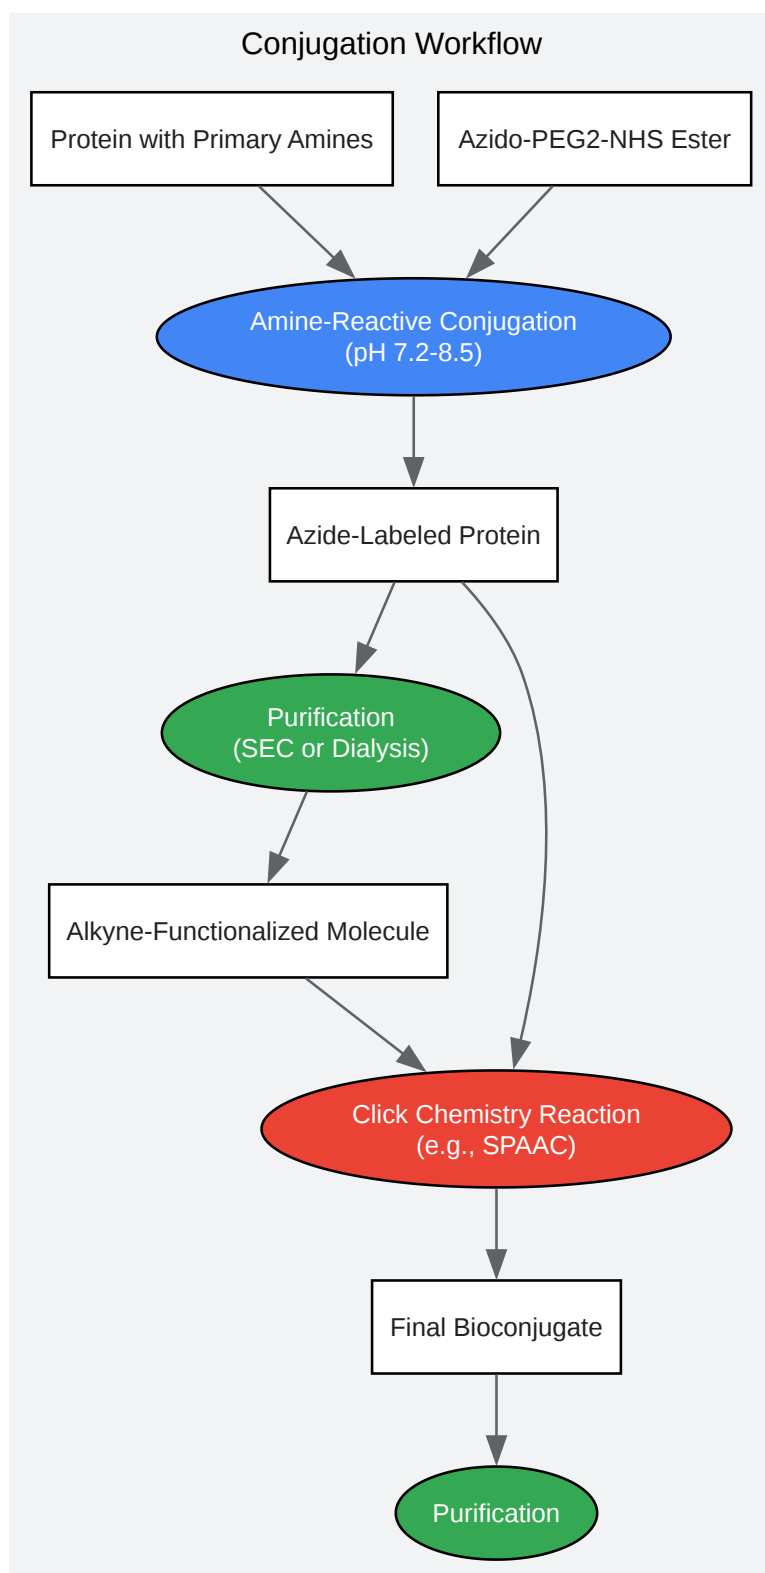 Conjugation Workflow
Protein with Primary Amines
Azido-PEG2-NHS Ester
Amine-Reactive Conjugation
(pH 7.2-8.5)
Azide-Labeled Protein
Purification
(SEC or Dialysis)
Alkyne-Functionalized Molecule
Click Chemistry Reaction
(e.g., SPAAC)
Final Bioconjugate
Purification